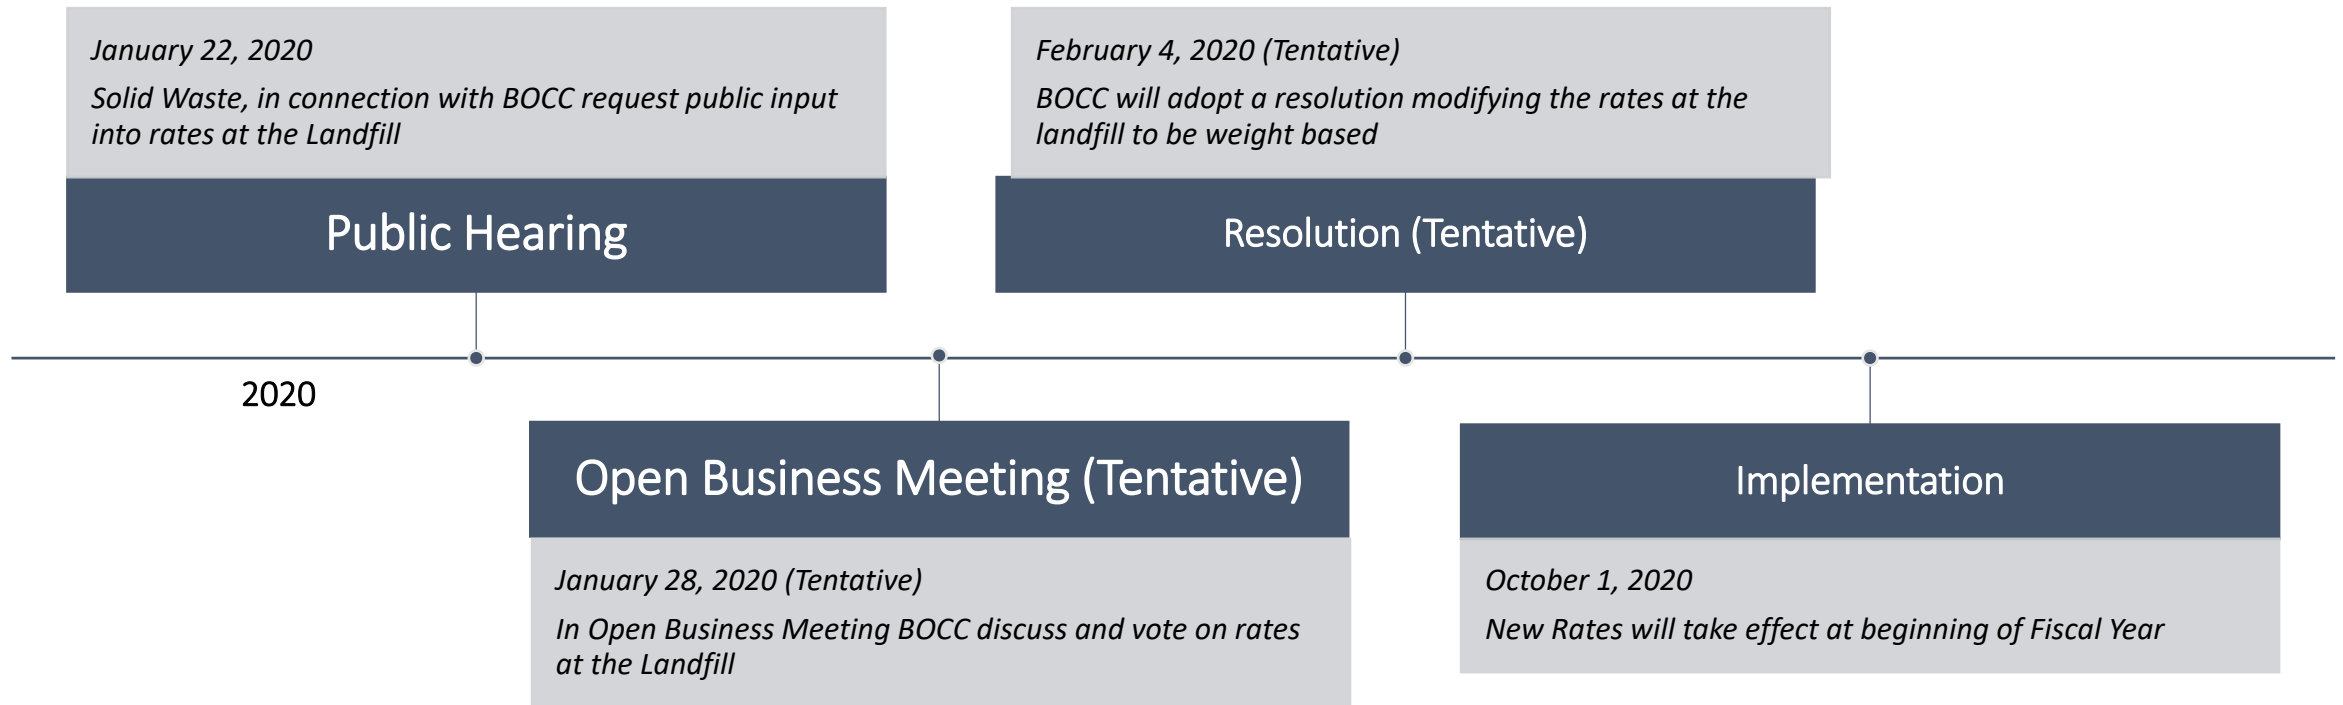 January 22, 2020
Solid Waste, in connection with BOCC request public input
into rates at the Landfill
Public Hearing
February 4, 2020 (Tentative)
BOCC will adopt a resolution modifying the rates at the
landfill to be weight based
Resolution (Tentative)
2020
Open Business Meeting (Tentative)
January 28, 2020 (Tentative)
In Open Business Meeting BOCC discuss and vote on rates
at the Landfill
Implementation
October 1, 2020
New Rates will take effect at beginning of Fiscal Year